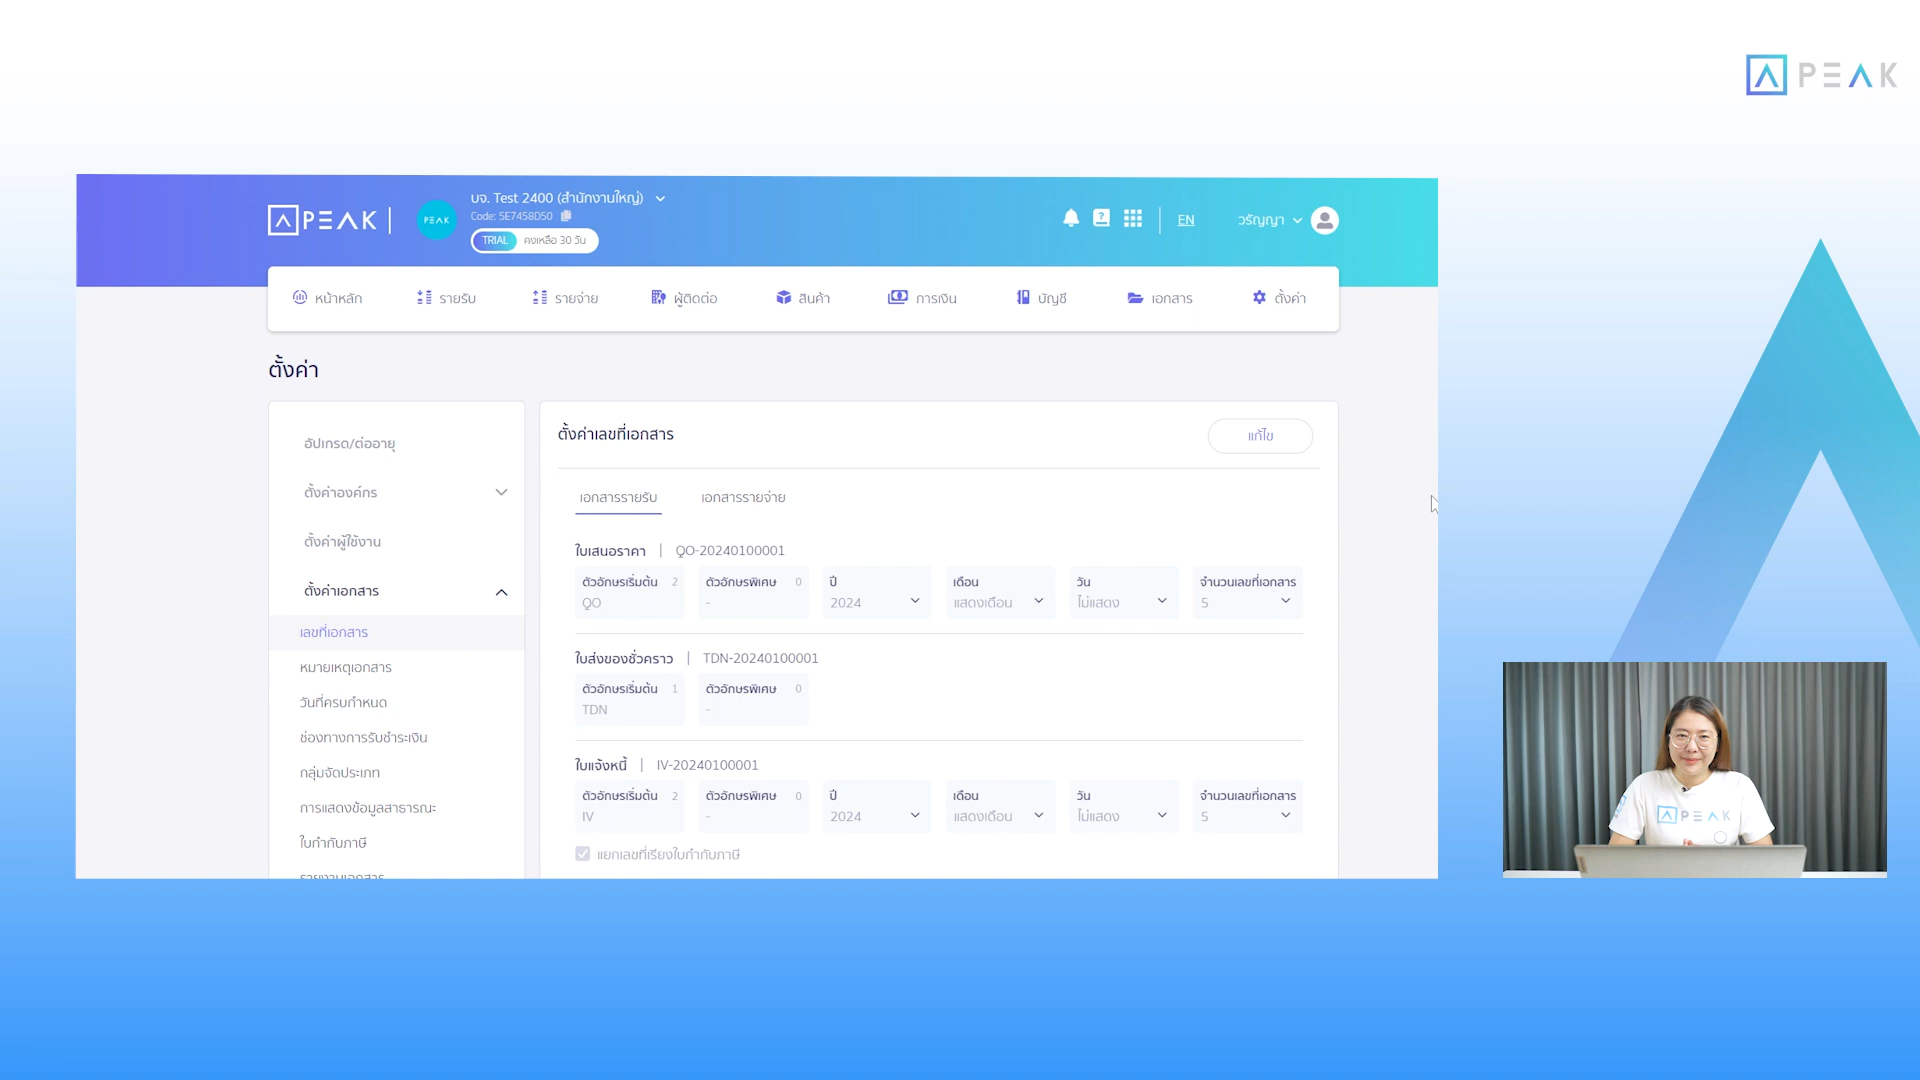 PEAK
PEAK
PEAK
บจ. Test 2400 (สำนักงานใหญ่)
Code: 5E7458D50
TRIAL คงเหลือ 30 วัน
EN
วรัญญา
หน้าหลัก
รายรับ
รายจ่าย
ผู้ติดต่อ
สินค้า
การเงิน
บัญชี
เอกสาร
ตั้งค่า
ตั้งค่า
อัปเกรด/ต่ออายุ
ตั้งค่าองค์กร
ตั้งค่าผู้ใช้งาน
ตั้งค่าเอกสาร
เลขที่เอกสาร
หมายเหตุเอกสาร
วันที่ครบกำหนด
ช่องทางการรับชำระเงิน
กลุ่มจัดประเภท
การแสดงข้อมูลสาธารณะ
ใบกำกับภาษี
รายงานเอกสาร
ตั้งค่าเลขที่เอกสาร
แก้ไข
เอกสารรายรับ เอกสารรายจ่าย
ใบเสนอราคา | QO-20240100001
ตัวอักษรเริ่มต้น 2 ตัวอักษรพิเศษ 0 ปี เดือน วัน จำนวนเลขที่เอกสาร
QO - 2024 แสดงเดือน ไม่แสดง 5
ใบส่งของชั่วคราว | TDN-20240100001
ตัวอักษรเริ่มต้น 1 ตัวอักษรพิเศษ 0
TDN -
ใบแจ้งหนี้ | IV-20240100001
ตัวอักษรเริ่มต้น 2 ตัวอักษรพิเศษ 0 ปี เดือน วัน จำนวนเลขที่เอกสาร
IV - 2024 แสดงเดือน ไม่แสดง 5
แยกเลขที่เรียงใบกำกับภาษี
PEAK